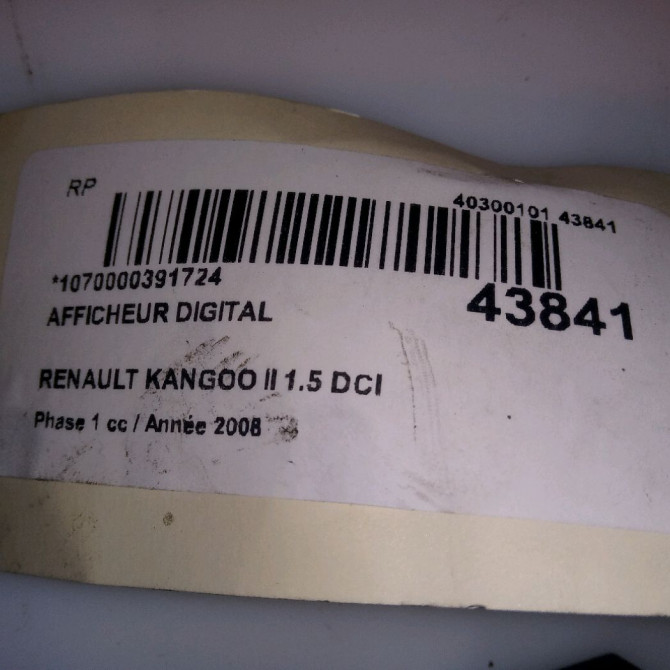 RP
40300101 43841
*1070000391724
43841
AFFICHEUR DIGITAL
RENAULT KANGOO II 1.5 DCI
Phase 1 cc / Année 2008